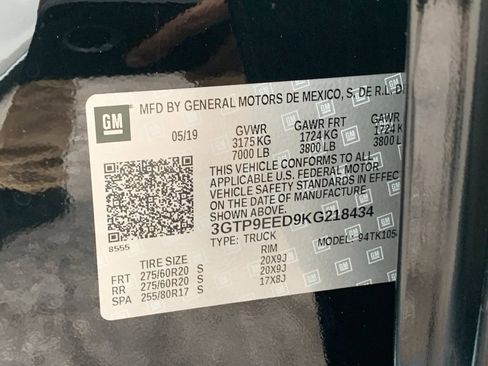 GM
MFD BY GENERAL MOTORS DE MEXICO, S. DE R.L. D
05/19 GVWR GAWR FRT GAWR
3175 KG 1724 KG 1724 K
7000 LB 3800 LB 3800 L
THIS VEHICLE CONFORMS TO ALL
APPLICABLE U.S. FEDERAL MOTOR
VEHICLE SAFETY STANDARDS IN EFFEC
THE DATE OF MANUFACTURE SHOWN
3GTP9EED9KG218434
8555 TYPE: TRUCK MODEL: 94TK105
TIRE SIZE RIM
FRT 275/60R20 S 20X9J
RR 275/60R20 S 20X9J
SPA 255/80R17 S 17X8J